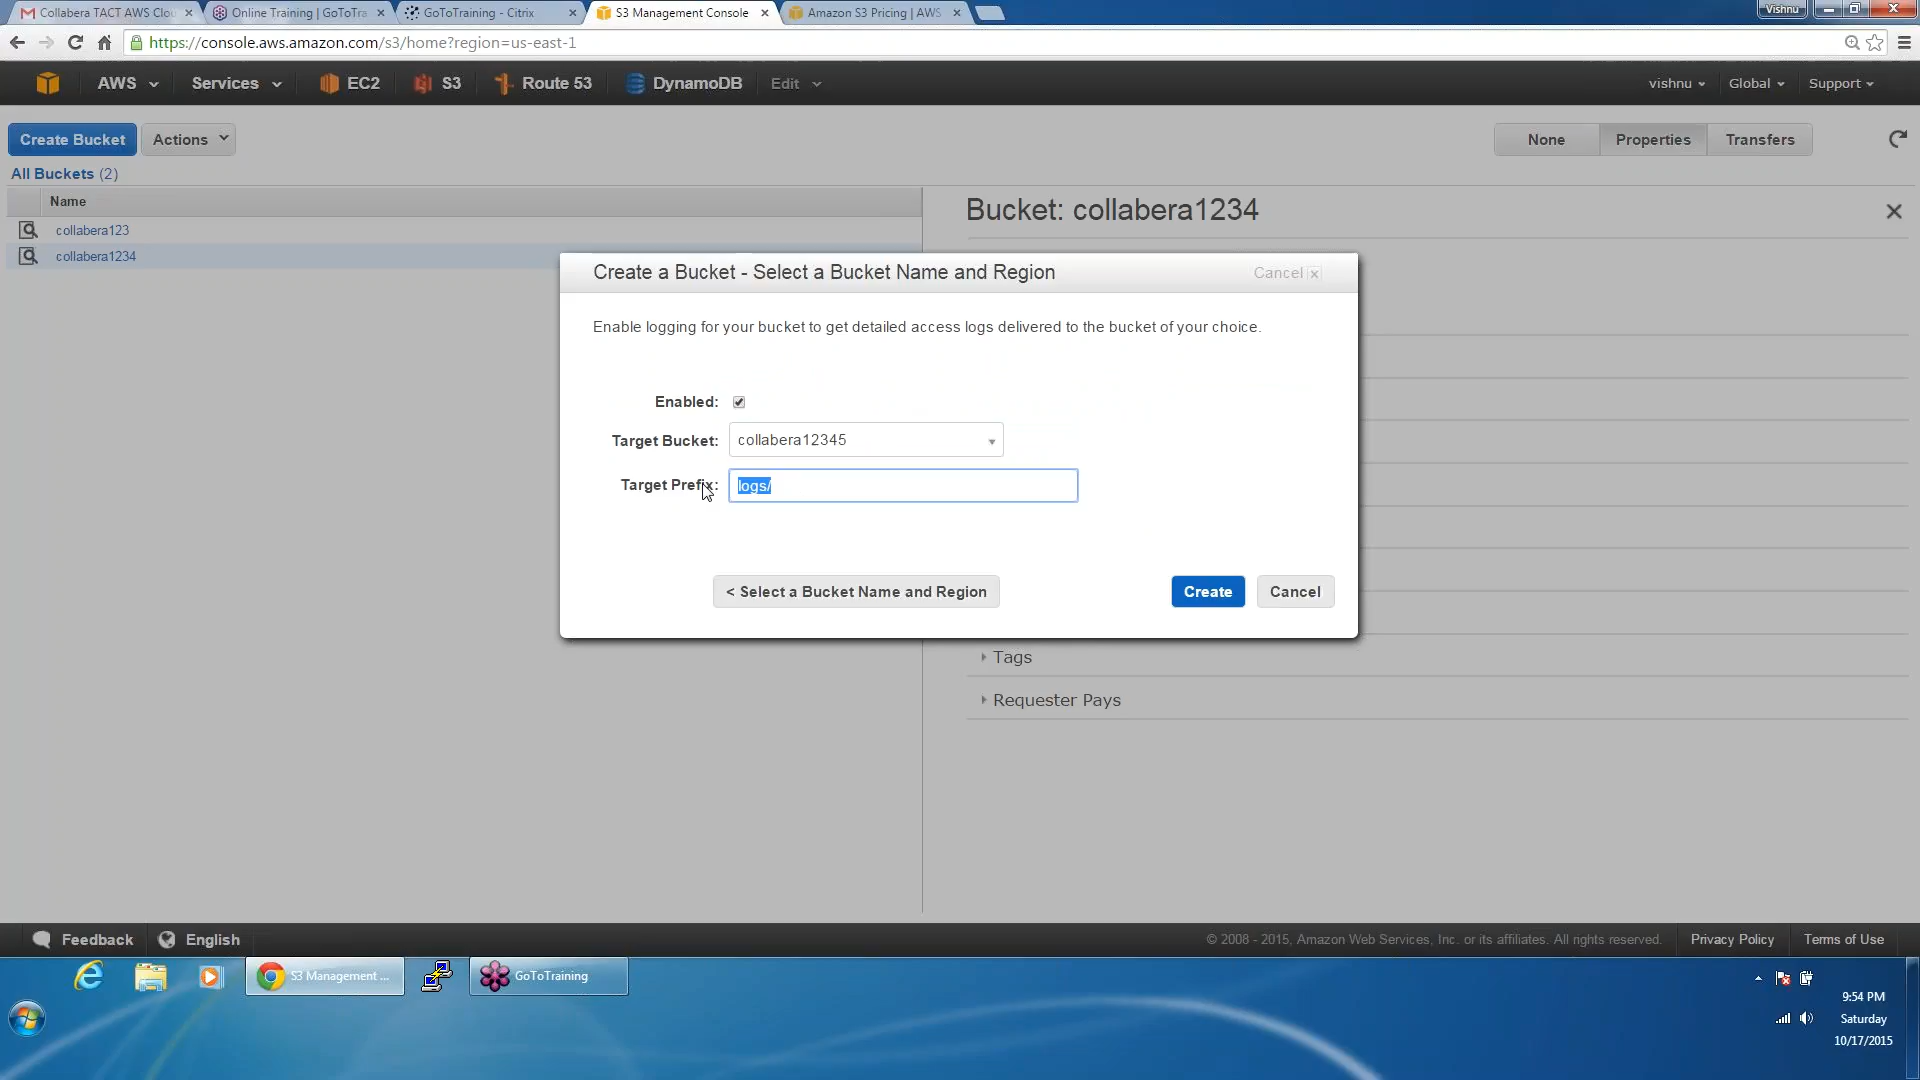 Collabera TACT AWS Clou
Online Training | GoToTra
GoToTraining - Citrix
S3 Management Console
Amazon S3 Pricing | AWS
Vishnu
https://console.aws.amazon.com/s3/home?region=us-east-1
AWS
Services
EC2
S3
Route 53
DynamoDB
Edit
vishnu
Global
Support
Create Bucket
Actions
None
Properties
Transfers
All Buckets (2)
Name
collabera123
collabera1234
Bucket: collabera1234
Create a Bucket - Select a Bucket Name and Region
Cancel
Enable logging for your bucket to get detailed access logs delivered to the bucket of your choice.
Enabled:
Target Bucket: collabera12345
Target Prefix: logs/
< Select a Bucket Name and Region
Create
Cancel
Tags
Requester Pays
Feedback
English
© 2008 - 2015, Amazon Web Services, Inc. or its affiliates. All rights reserved.
Privacy Policy
Terms of Use
S3 Management ...
GoToTraining
9:54 PM
Saturday
10/17/2015